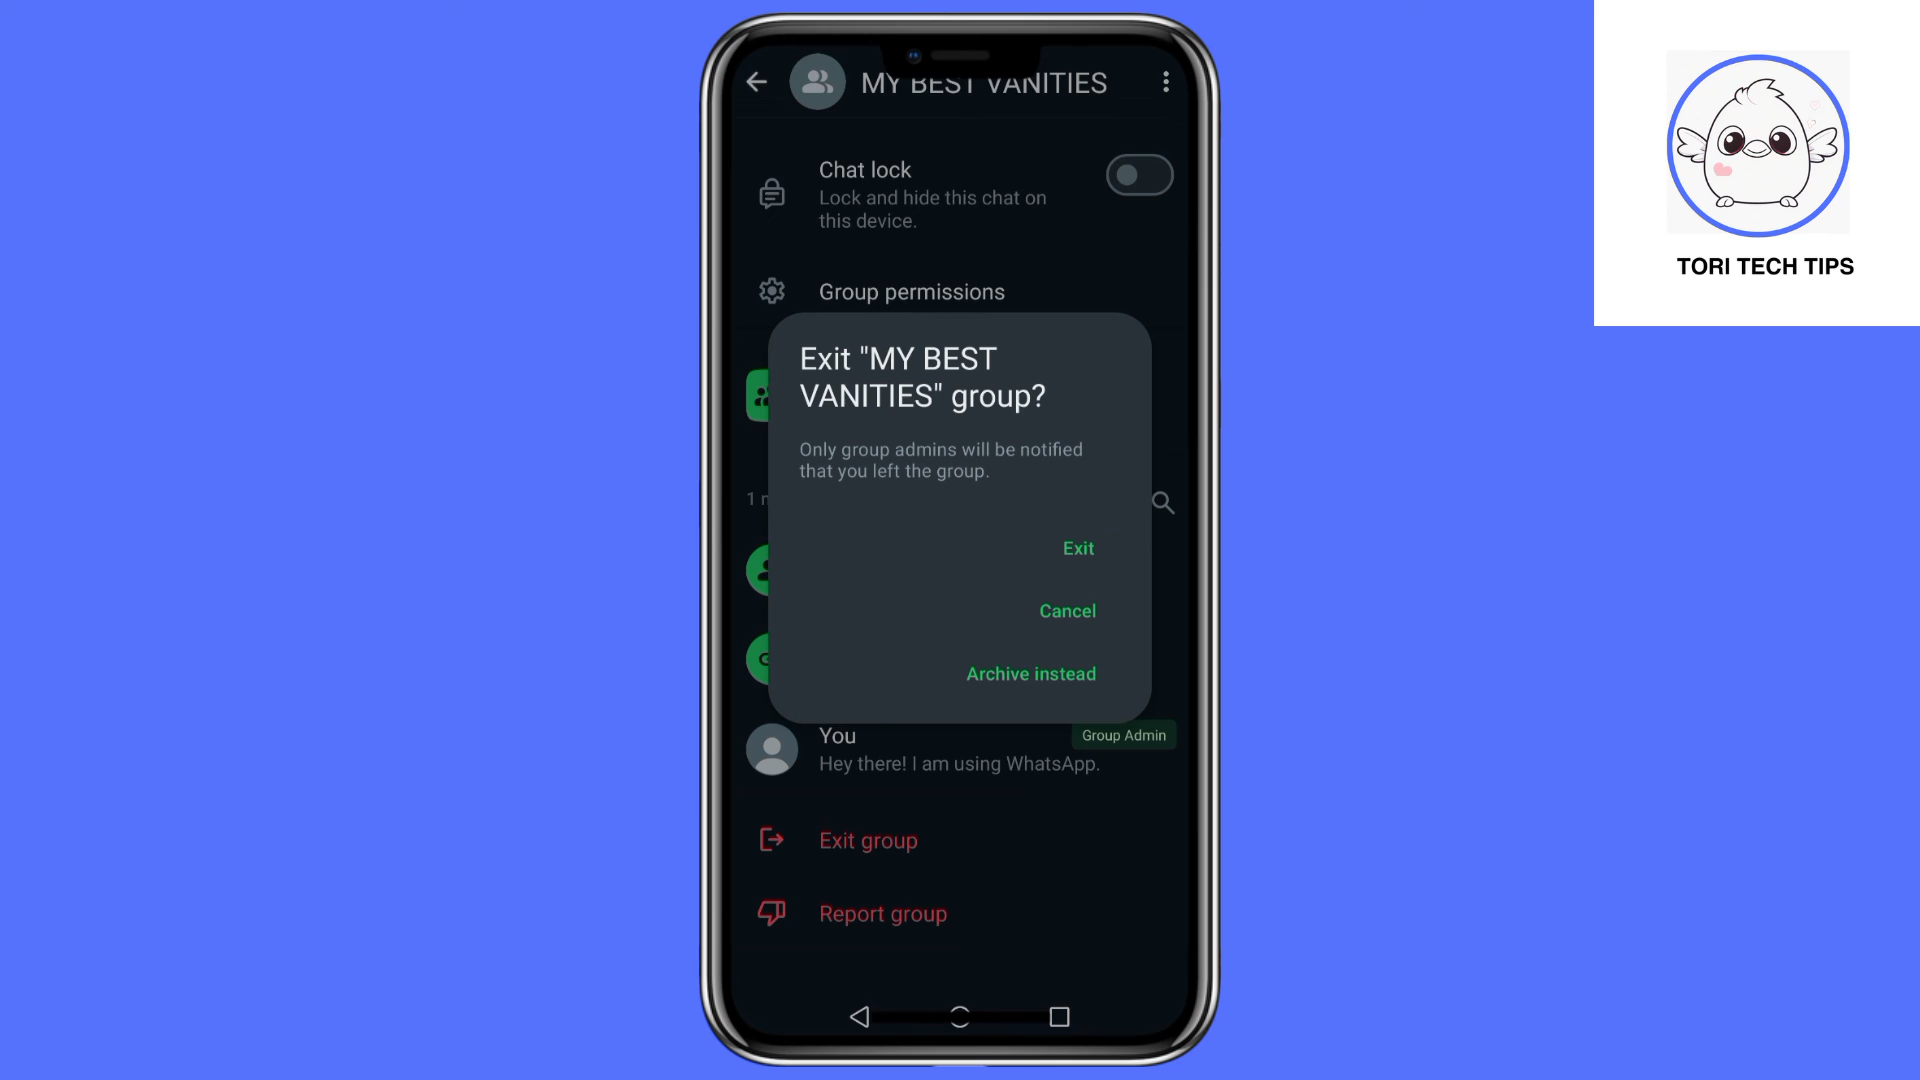 MY BEST VANITIES
TORI TECH TIPS
Chat lock
Lock and hide this chat on
this device.
Group permissions
Exit "MY BEST
VANITIES" group?
Only group admins will be notified
that you left the group.
1
Exit
Cancel
Archive instead
You
Group Admin
Hey there! I am using WhatsApp.
Exit group
Report group